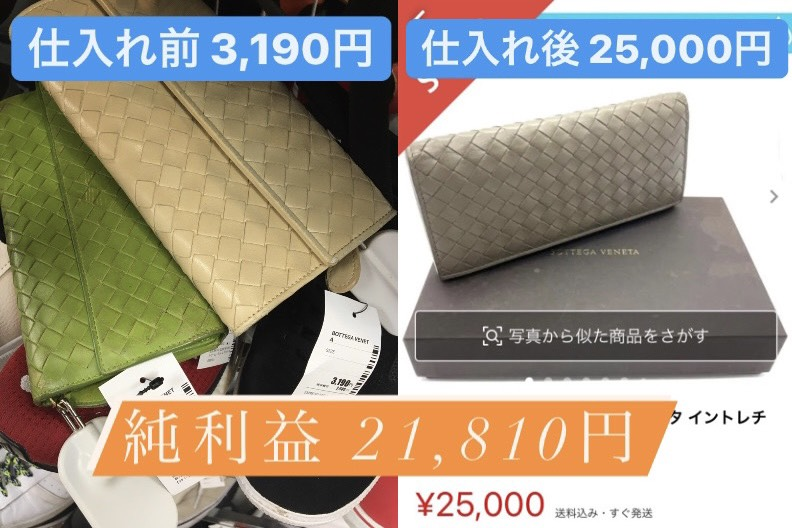 仕入れ前 3,190円
仕入れ後 25,000円
BOTTEGA VENETA
写真から似た商品をさがす
BOTTEGA VENET
A
SIZE
3,190
純利益 21,810円
タ イントレチ
¥25,000 送料込み・すぐ発送